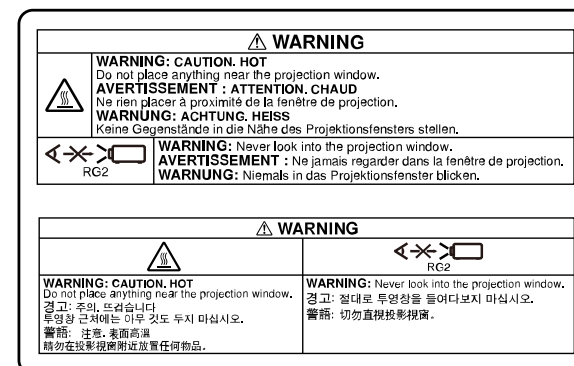 ⚠ WARNING
WARNING: CAUTION. HOT
Do not place anything near the projection window.
AVERTISSEMENT : ATTENTION. CHAUD
Ne rien placer à proximité de la fenêtre de projection.
WARNUNG: ACHTUNG. HEISS
Keine Gegenstände in die Nähe des Projektionsfensters stellen.
RG2
WARNING: Never look into the projection window.
AVERTISSEMENT : Ne jamais regarder dans la fenêtre de projection.
WARNUNG: Niemals in das Projektionsfenster blicken.
⚠ WARNING
WARNING: CAUTION. HOT
Do not place anything near the projection window.
경고: 주의. 뜨겁습니다
투영창 근처에는 아무 것도 두지 마십시오.
警語: 注意. 表面高溫
請勿在投影視窗附近放置任何物品。
RG2
WARNING: Never look into the projection window.
경고: 절대로 투영창을 들여다보지 마십시오.
警語: 切勿直視投影視窗。